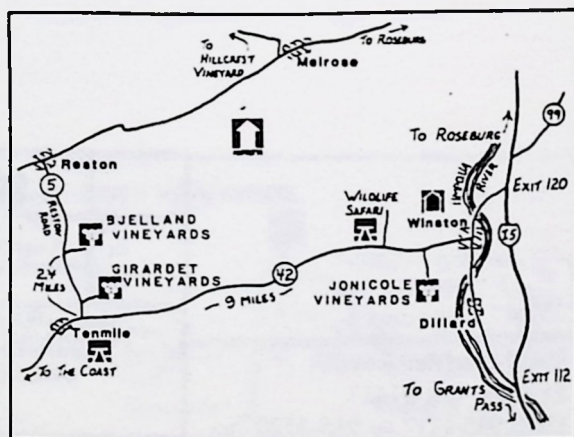 TO
HILLCREST
VINEYARD
TO ROSEBURG
Melrose
99
TO ROSEBURG
Reston
5
RESTON
ROAD
UMPQUA
RIVER
EXIT 120
WILDLIFE
SAFARI
Winston
BJELLAND
VINEYARDS
I5
2.4
MILES
GIRARDET
VINEYARDS
42
9 MILES
JONICOLE
VINEYARDS
Tenmile
Dillard
TO THE COAST
EXIT 112
TO GRANTS
PASS